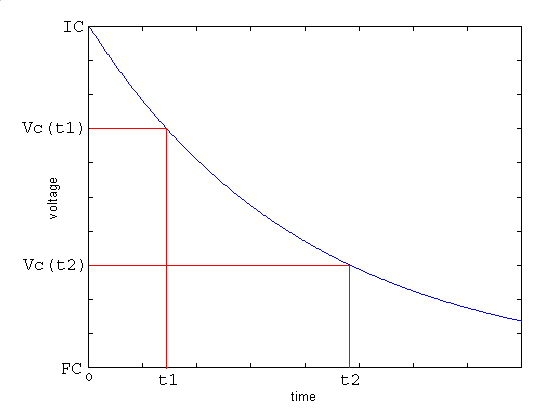 IC
Vc(t1)
voltage
Vc(t2)
FC
0
t1
t2
time